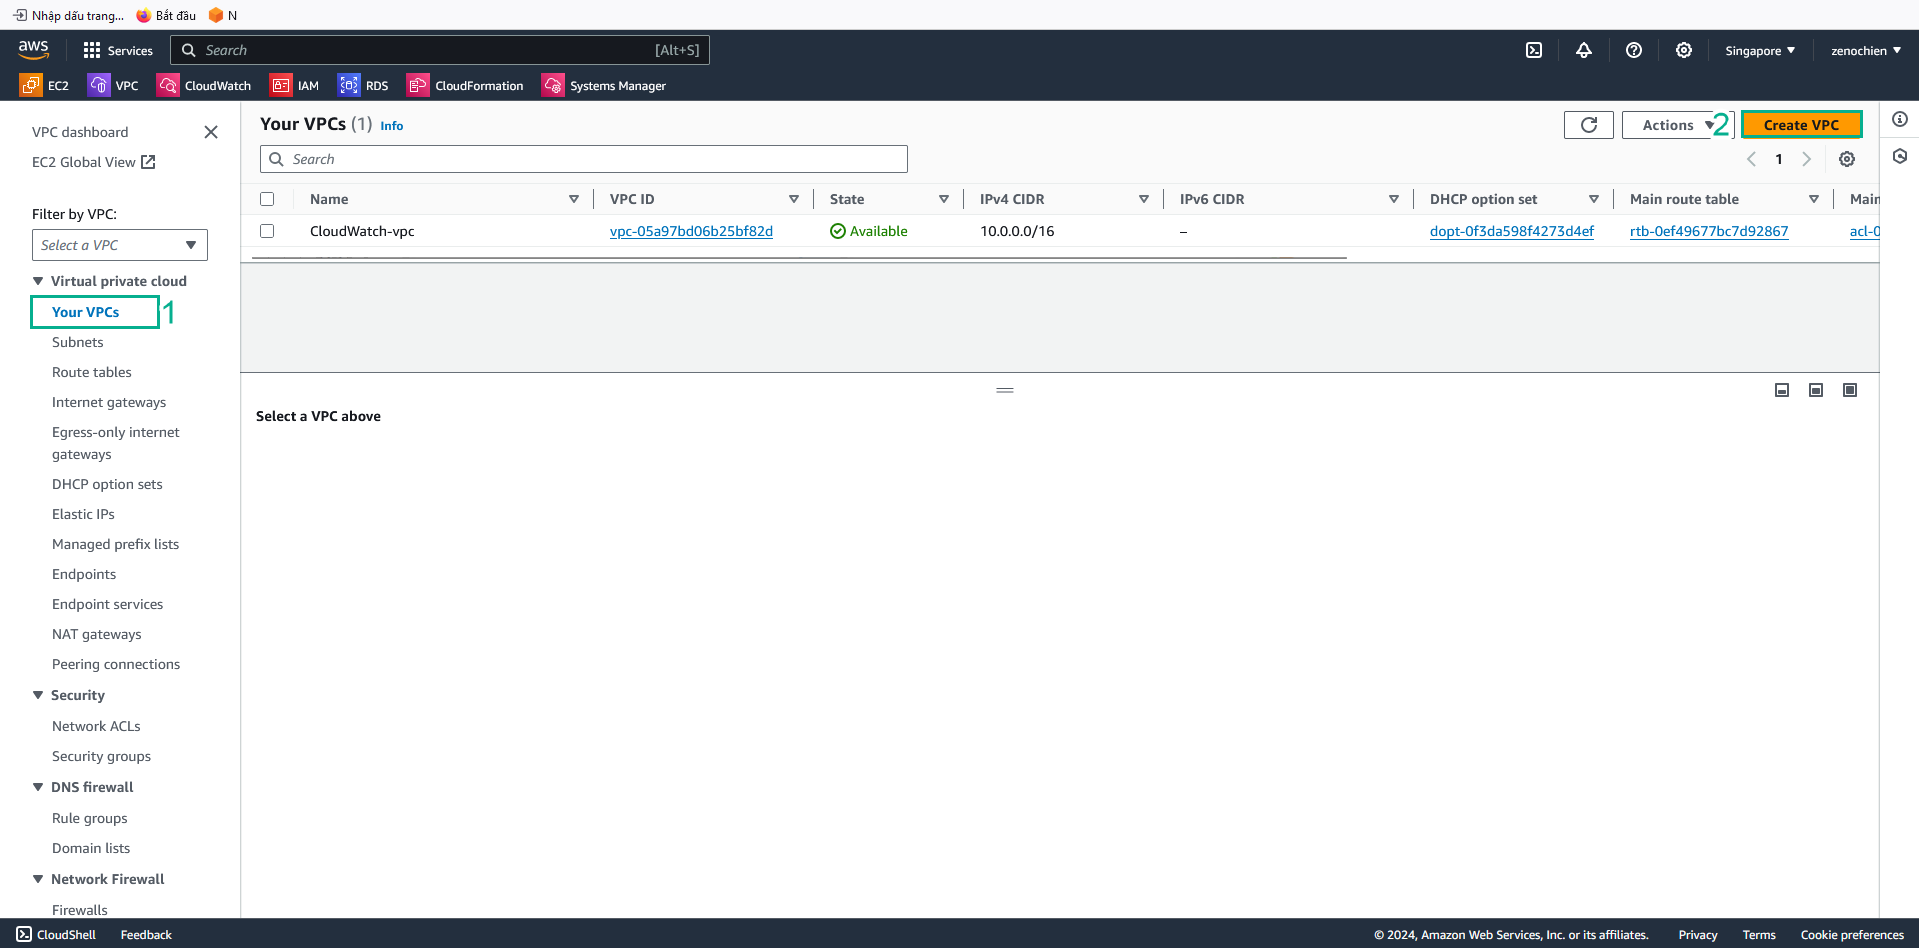 Nhập dấu trang... Bắt đầu N
aws Services Search [Alt+S] Singapore zenochien
EC2 VPC CloudWatch IAM RDS CloudFormation Systems Manager
VPC dashboard
EC2 Global View
Filter by VPC:
Select a VPC
Virtual private cloud
Your VPCs 1
Subnets
Route tables
Internet gateways
Egress-only internet
gateways
DHCP option sets
Elastic IPs
Managed prefix lists
Endpoints
Endpoint services
NAT gateways
Peering connections
Security
Network ACLs
Security groups
DNS firewall
Rule groups
Domain lists
Network Firewall
Firewalls
Your VPCs (1) Info
Actions 2 Create VPC
Search
1
Name VPC ID State IPv4 CIDR IPv6 CIDR DHCP option set Main route table Main
CloudWatch-vpc vpc-05a97bd06b25bf82d Available 10.0.0.0/16 – dopt-0f3da598f4273d4ef rtb-0ef49677bc7d92867 acl-0
Select a VPC above
CloudShell Feedback © 2024, Amazon Web Services, Inc. or its affiliates. Privacy Terms Cookie preferences